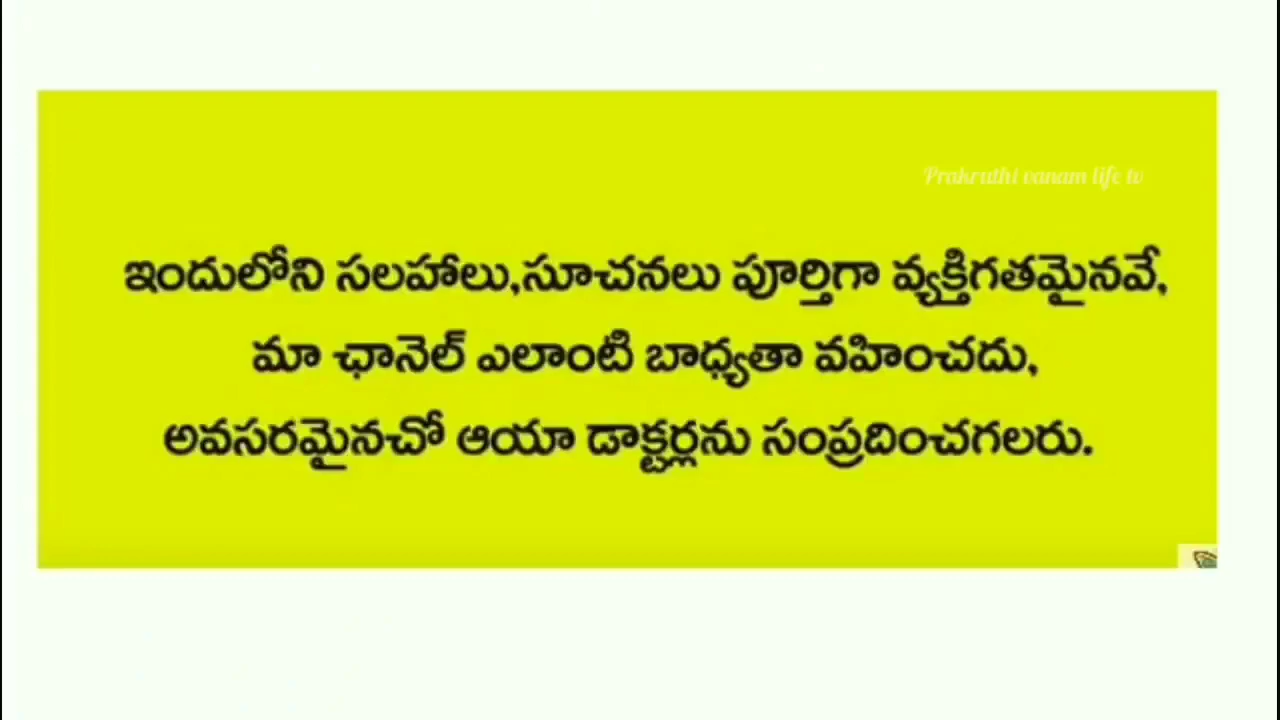 Prakruthi vanam life tv
ఇందులోని సలహాలు,సూచనలు పూర్తిగా వ్యక్తిగతమైనవే,
మా ఛానెల్ ఎలాంటి బాధ్యతా వహించదు,
అవసరమైనచో ఆయా డాక్టర్లను సంప్రదించగలరు.